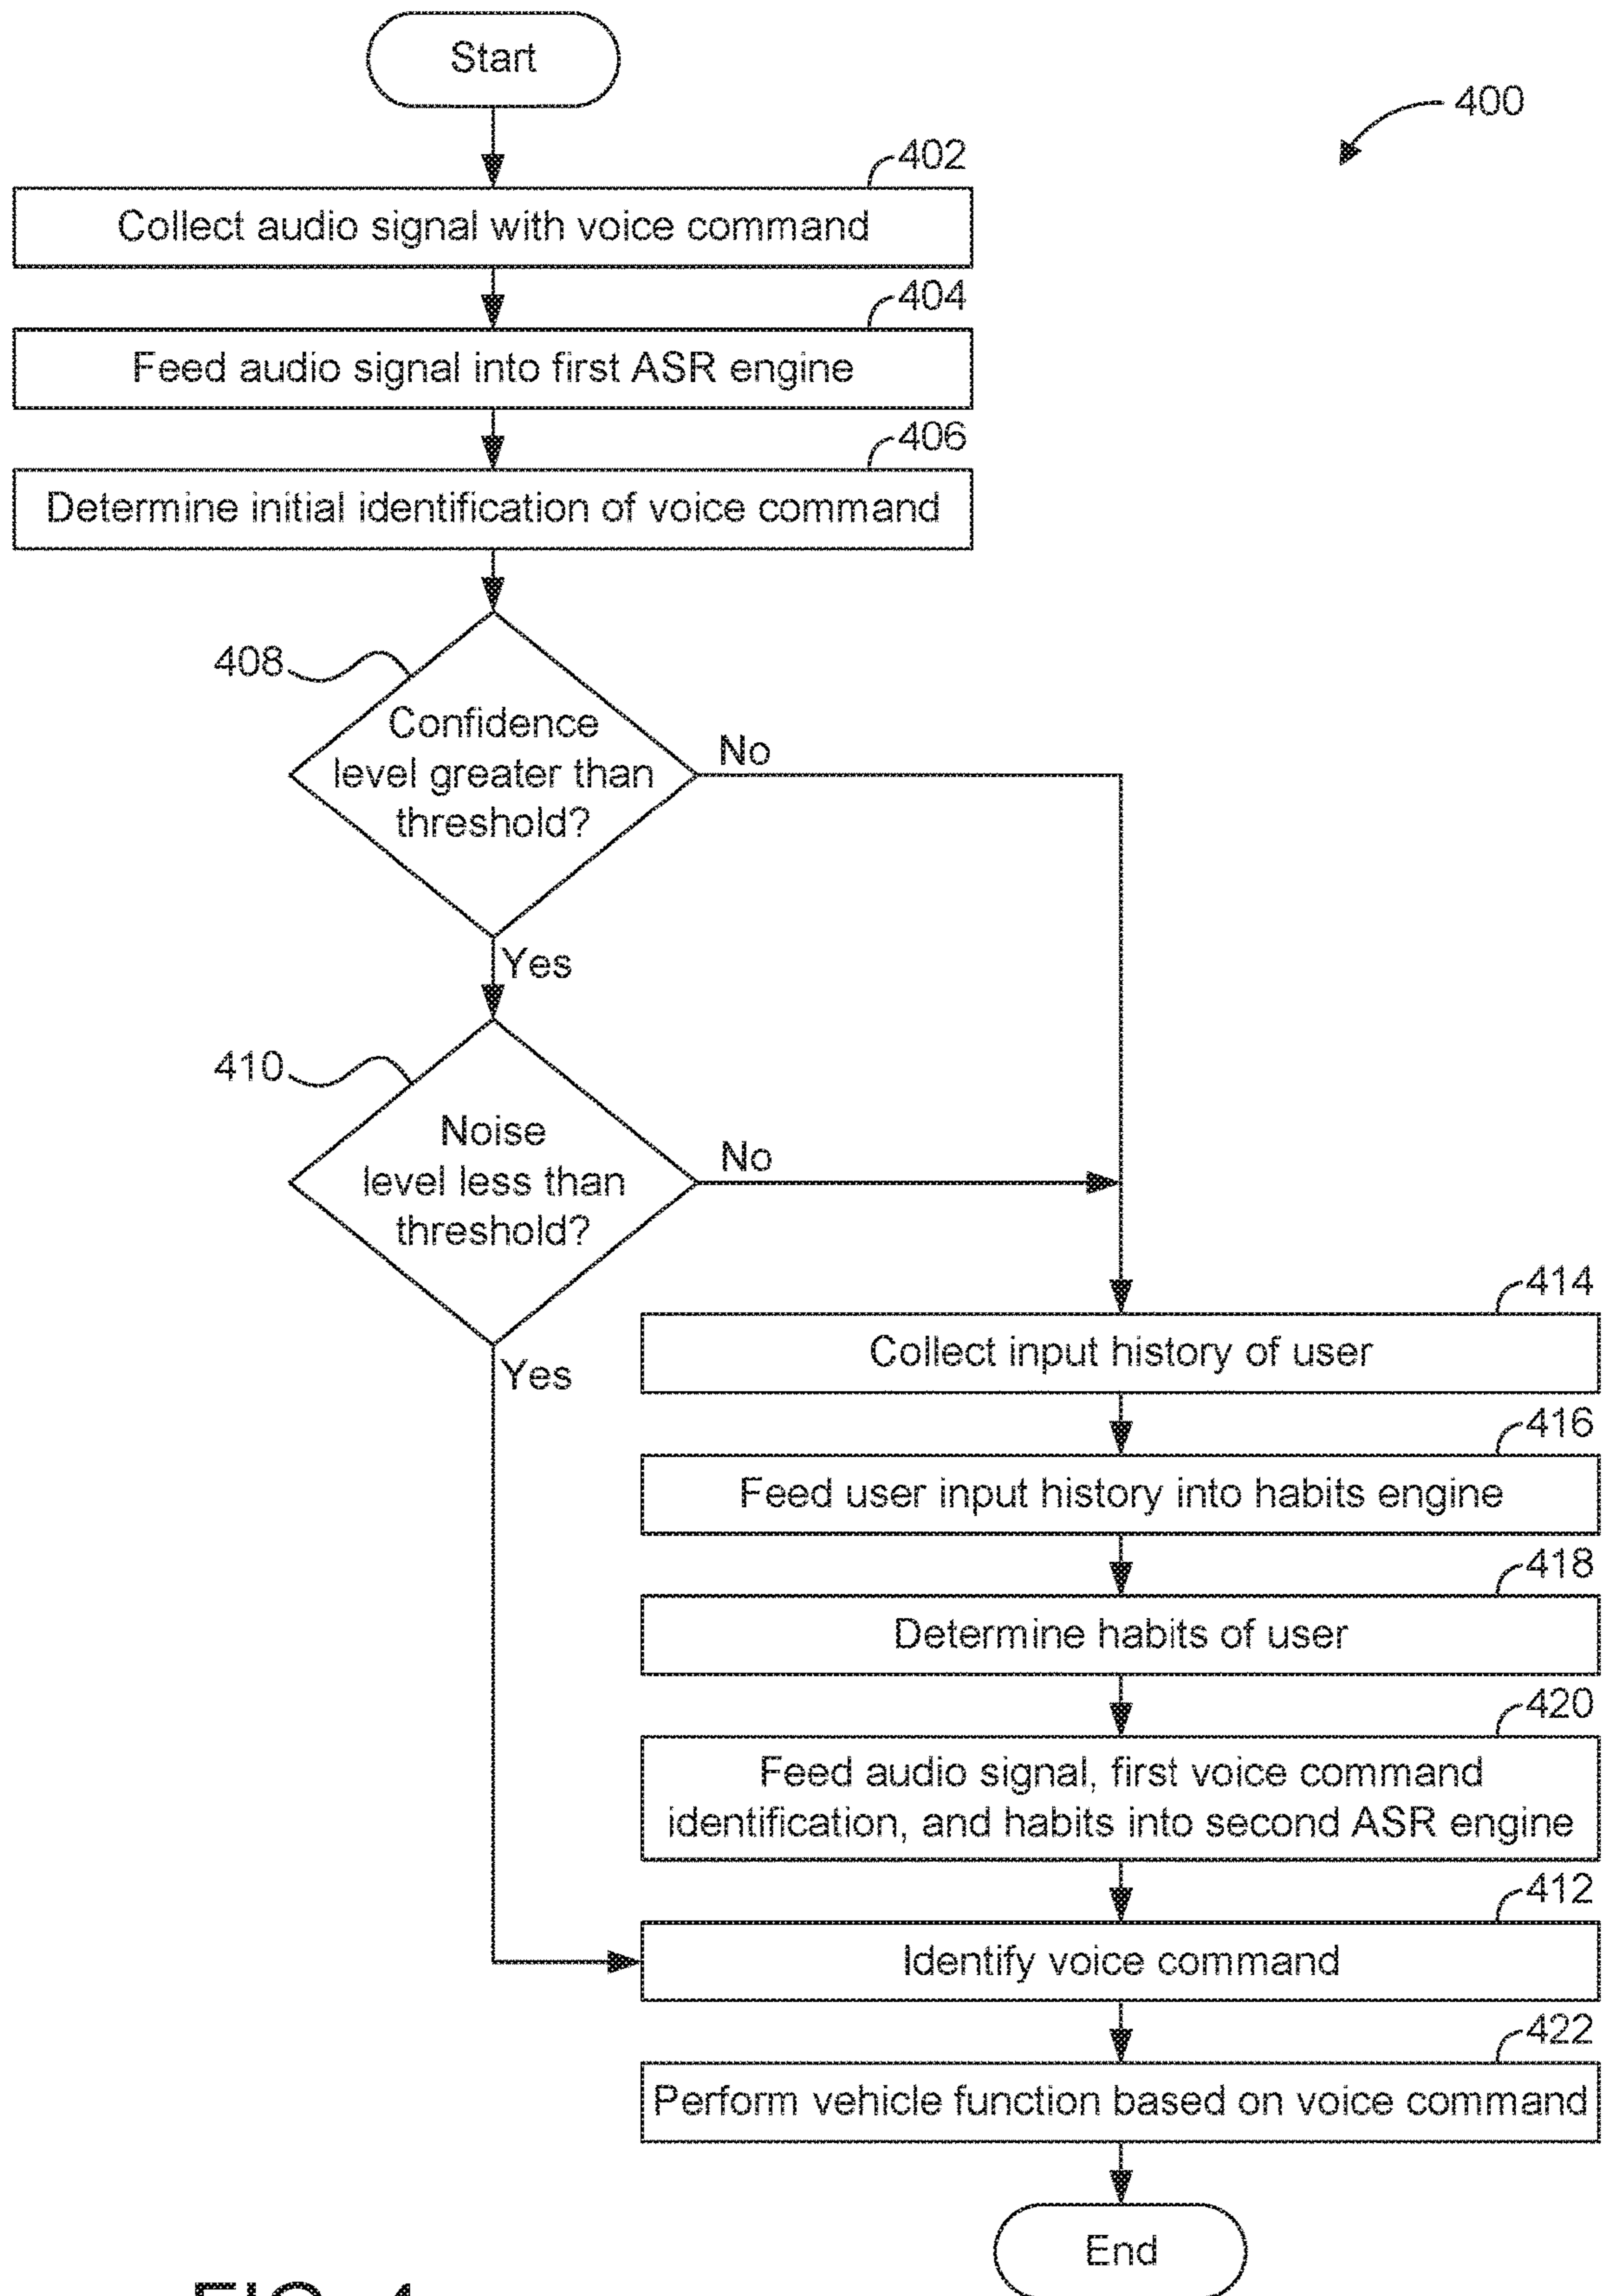 Start
400
402
Collect audio signal with voice command
404
Feed audio signal into first ASR engine
406
Determine initial identification of voice command
408
Confidence
level greater than
threshold?
No
Yes
410
Noise
level less than
threshold?
No
Yes
414
Collect input history of user
416
Feed user input history into habits engine
418
Determine habits of user
420
Feed audio signal, first voice command
identification, and habits into second ASR engine
412
Identify voice command
422
Perform vehicle function based on voice command
End